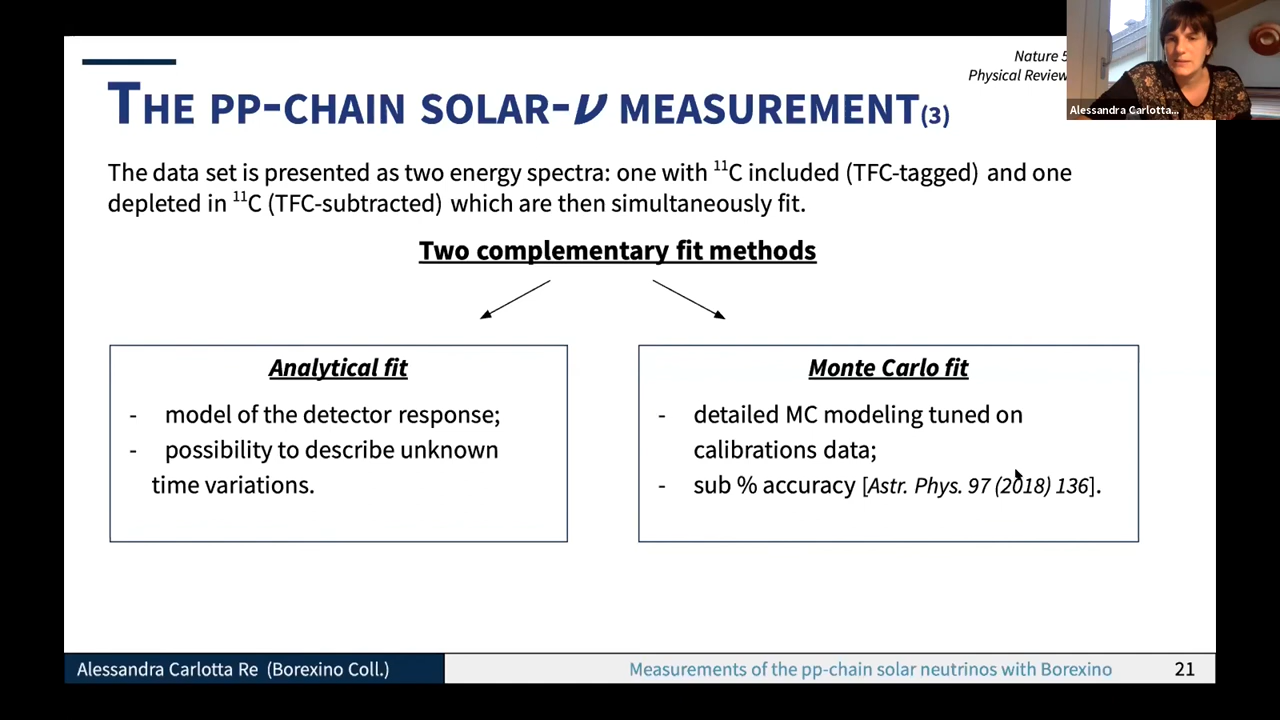 Nature
Physical Review
Alessandra Carlotta...
THE PP-CHAIN SOLAR-ν MEASUREMENT(3)
The data set is presented as two energy spectra: one with ¹¹C included (TFC-tagged) and one
depleted in ¹¹C (TFC-subtracted) which are then simultaneously fit.
Two complementary fit methods
Analytical fit
- model of the detector response;
- possibility to describe unknown
time variations.
Monte Carlo fit
- detailed MC modeling tuned on
calibrations data;
- sub % accuracy [Astr. Phys. 97 (2018) 136].
Alessandra Carlotta Re (Borexino Coll.)
Measurements of the pp-chain solar neutrinos with Borexino
21